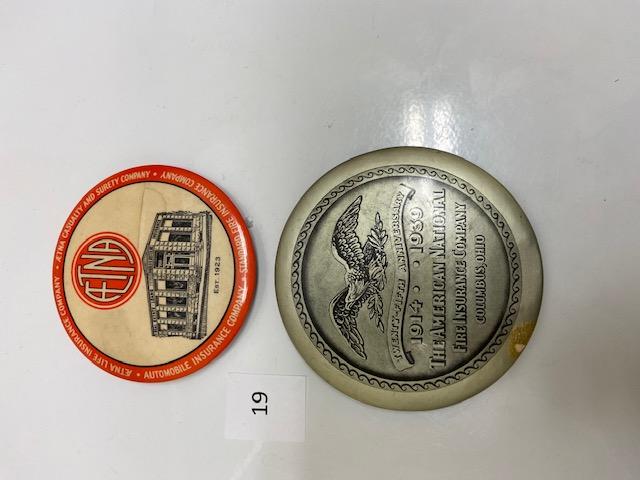 ÆTNA LIFE INSURANCE COMPANY • ÆTNA CASUALTY AND SURETY COMPANY • STANDARD FIRE INSURANCE COMPANY • AUTOMOBILE INSURANCE COMPANY •
ÆTNA
EST. 1923
TWENTY-FIFTH ANNIVERSARY
1914 • • 1939
THE AMERICAN NATIONAL
FIRE INSURANCE COMPANY
COLUMBUS, OHIO
19